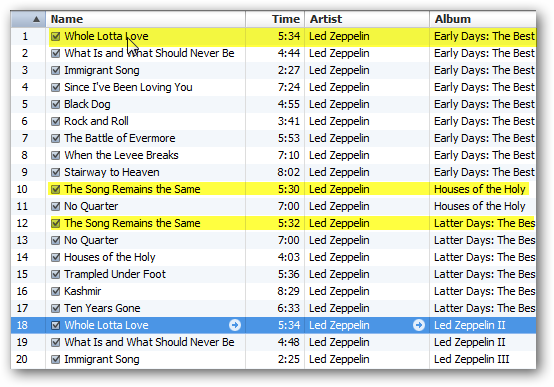 Name Time Artist Album
1 Whole Lotta Love 5:34 Led Zeppelin Early Days: The Best
2 What Is and What Should Never Be 4:44 Led Zeppelin Early Days: The Best
3 Immigrant Song 2:27 Led Zeppelin Early Days: The Best
4 Since I've Been Loving You 7:24 Led Zeppelin Early Days: The Best
5 Black Dog 4:55 Led Zeppelin Early Days: The Best
6 Rock and Roll 3:41 Led Zeppelin Early Days: The Best
7 The Battle of Evermore 5:53 Led Zeppelin Early Days: The Best
8 When the Levee Breaks 7:10 Led Zeppelin Early Days: The Best
9 Stairway to Heaven 8:02 Led Zeppelin Early Days: The Best
10 The Song Remains the Same 5:30 Led Zeppelin Houses of the Holy
11 No Quarter 7:00 Led Zeppelin Houses of the Holy
12 The Song Remains the Same 5:32 Led Zeppelin Latter Days: The Bes
13 No Quarter 7:00 Led Zeppelin Latter Days: The Bes
14 Houses of the Holy 4:03 Led Zeppelin Latter Days: The Bes
15 Trampled Under Foot 5:36 Led Zeppelin Latter Days: The Bes
16 Kashmir 8:29 Led Zeppelin Latter Days: The Bes
17 Ten Years Gone 6:33 Led Zeppelin Latter Days: The Bes
18 Whole Lotta Love 5:34 Led Zeppelin Led Zeppelin II
19 What Is and What Should Never Be 4:48 Led Zeppelin Led Zeppelin II
20 Immigrant Song 2:25 Led Zeppelin Led Zeppelin III